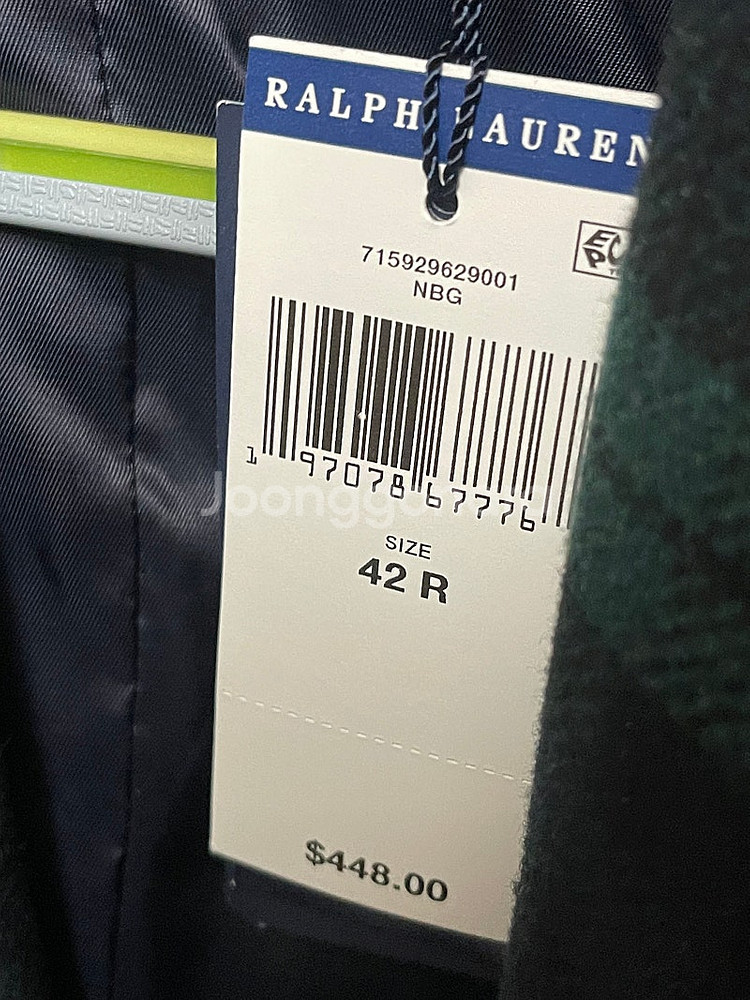 RALPH LAUREN
715929629001
NBG
1 97078 67776
SIZE
42 R
$448.00